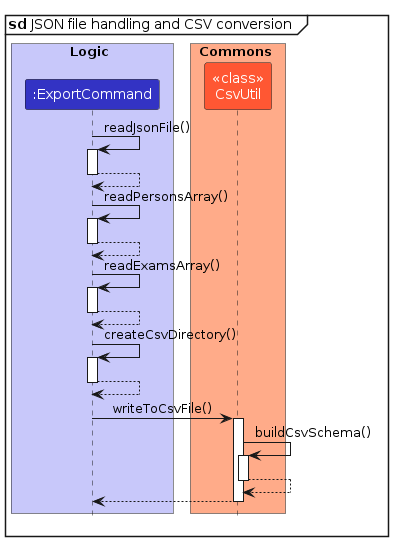 sd JSON file handling and CSV conversion
Logic
Commons
:ExportCommand
«class»
CsvUtil
readJsonFile()
readPersonsArray()
readExamsArray()
createCsvDirectory()
writeToCsvFile()
buildCsvSchema()